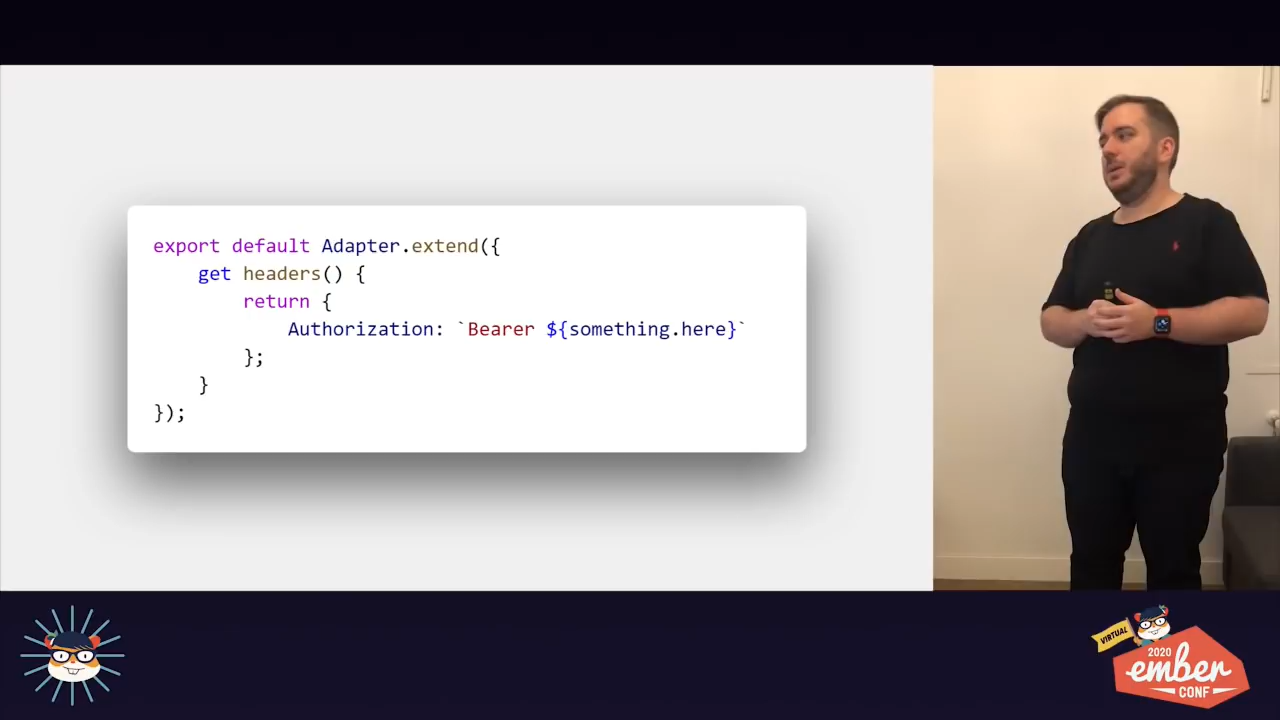 export default Adapter.extend({
    get headers() {
        return {
            Authorization: `Bearer ${something.here}`
        };
    }
});
VIRTUAL
2020
ember
CONF